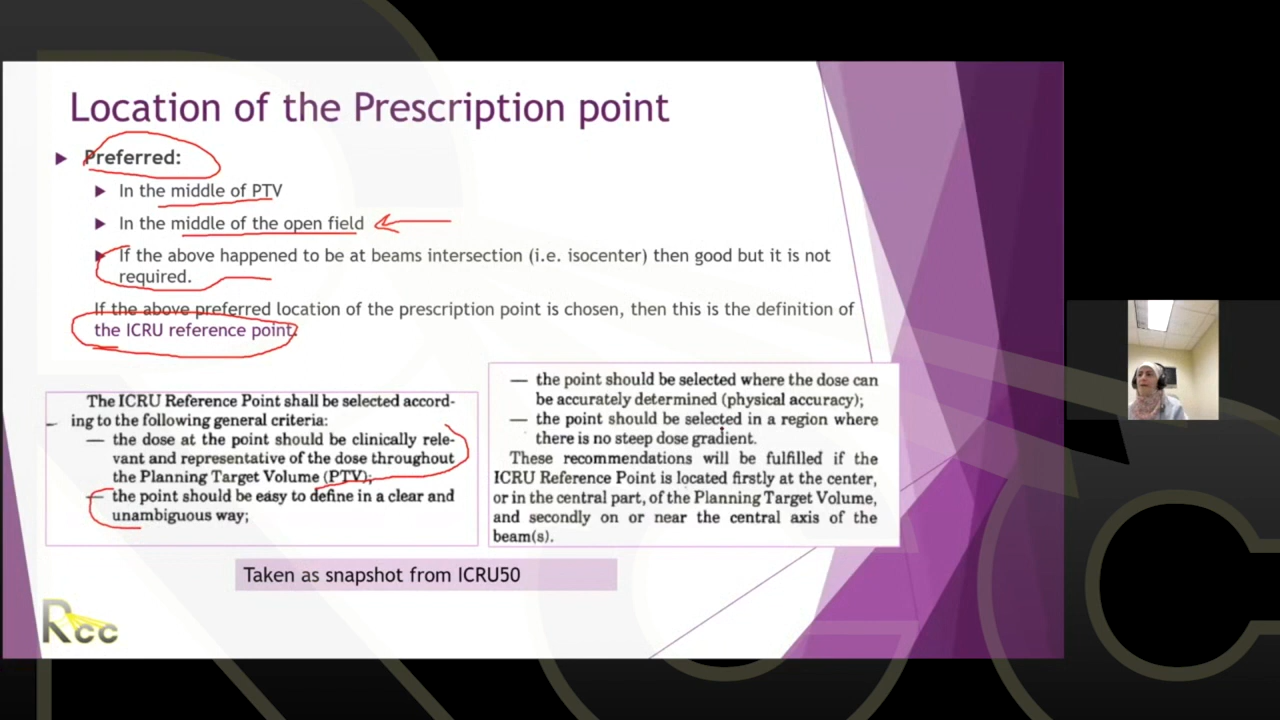 Location of the Prescription point
Preferred:
In the middle of PTV
In the middle of the open field
If the above happened to be at beams intersection (i.e. isocenter) then good but it is not
required.
If the above preferred location of the prescription point is chosen, then this is the definition of
the ICRU reference point.
The ICRU Reference Point shall be selected accord-
ing to the following general criteria:
— the dose at the point should be clinically rele-
vant and representative of the dose throughout
the Planning Target Volume (PTV);
— the point should be easy to define in a clear and
unambiguous way;
— the point should be selected where the dose can
be accurately determined (physical accuracy);
— the point should be selected in a region where
there is no steep dose gradient.
These recommendations will be fulfilled if the
ICRU Reference Point is located firstly at the center,
or in the central part, of the Planning Target Volume,
and secondly on or near the central axis of the
beam(s).
Taken as snapshot from ICRU50
Rcc